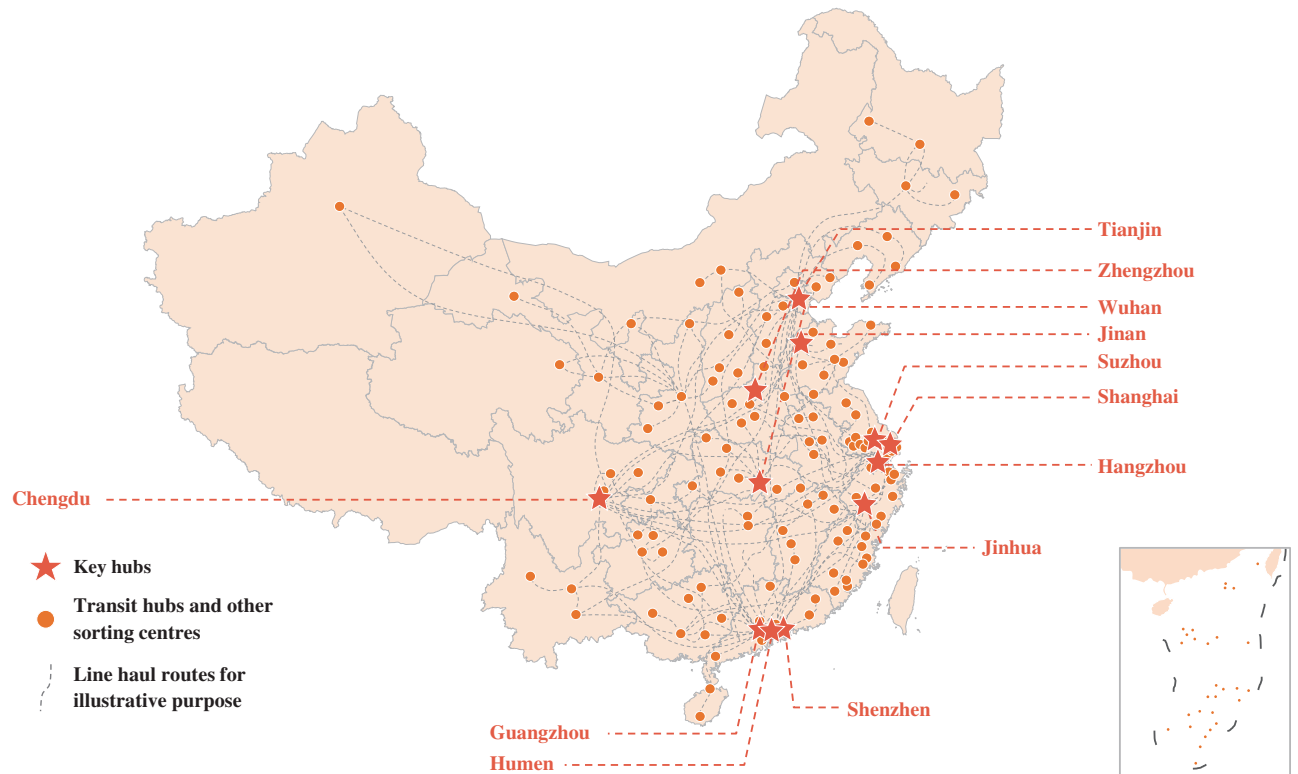 Tianjin
Zhengzhou
Wuhan
Jinan
Suzhou
Shanghai
Hangzhou
Chengdu
Jinhua
Key hubs
Transit hubs and other
sorting centres
Line haul routes for
illustrative purpose
Shenzhen
Guangzhou
Humen